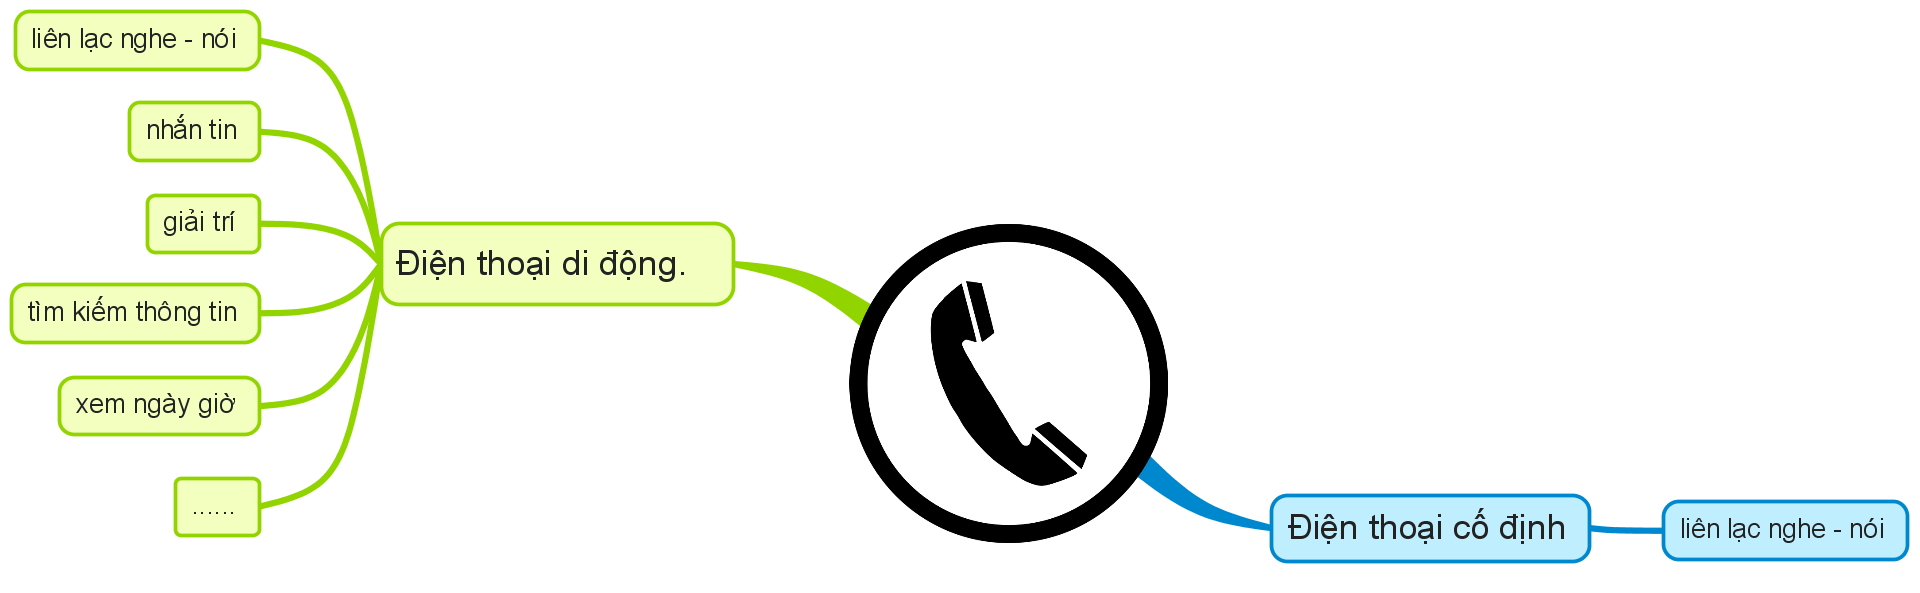 liên lạc nghe - nói
nhắn tin
giải trí
tìm kiếm thông tin
xem ngày giờ
......
Điện thoại di động.
Điện thoại cố định
liên lạc nghe - nói